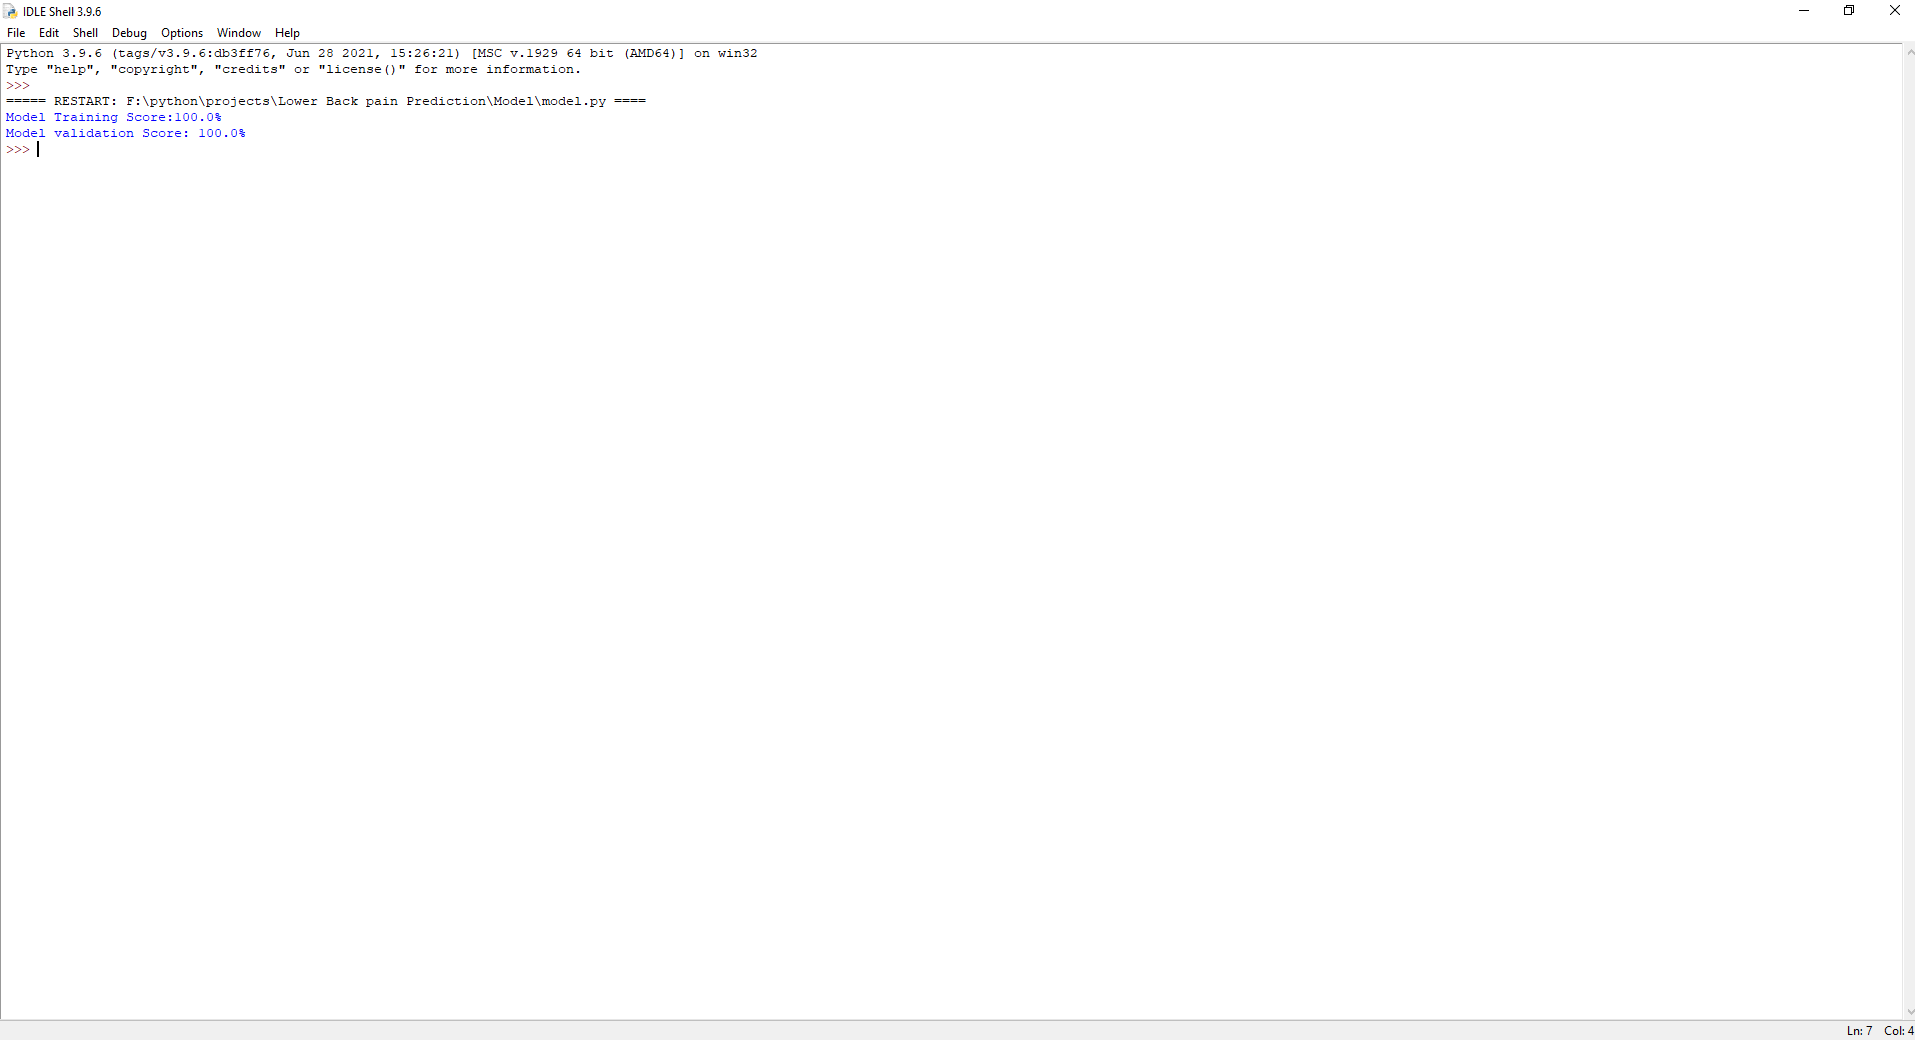 IDLE Shell 3.9.6
File Edit Shell Debug Options Window Help
Python 3.9.6 (tags/v3.9.6:db3ff76, Jun 28 2021, 15:26:21) [MSC v.1929 64 bit (AMD64)] on win32
Type "help", "copyright", "credits" or "license()" for more information.
>>>
===== RESTART: F:\python\projects\Lower Back pain Prediction\Model\model.py ====
Model Training Score:100.0%
Model validation Score: 100.0%
>>>
Ln: 7 Col: 4